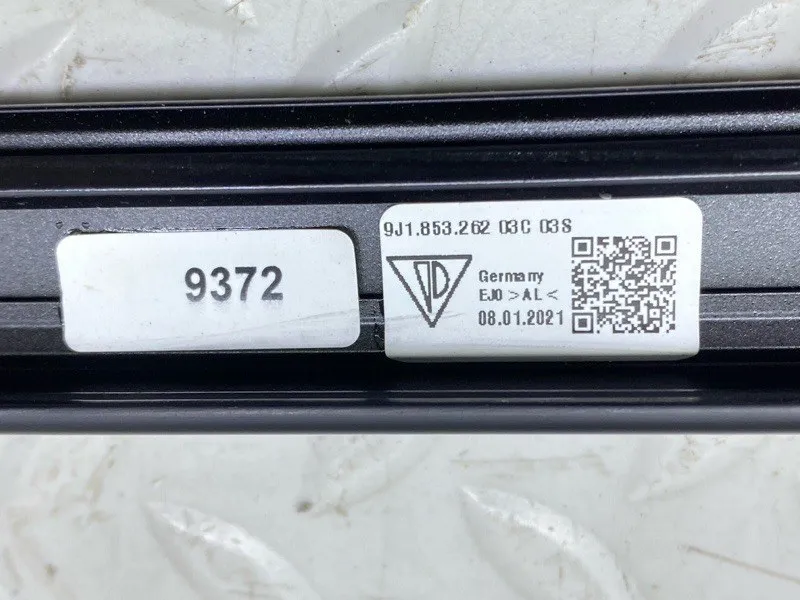 9372
9J1.853.262 03C 03S
Germany
EJ0 >AL<
08.01.2021